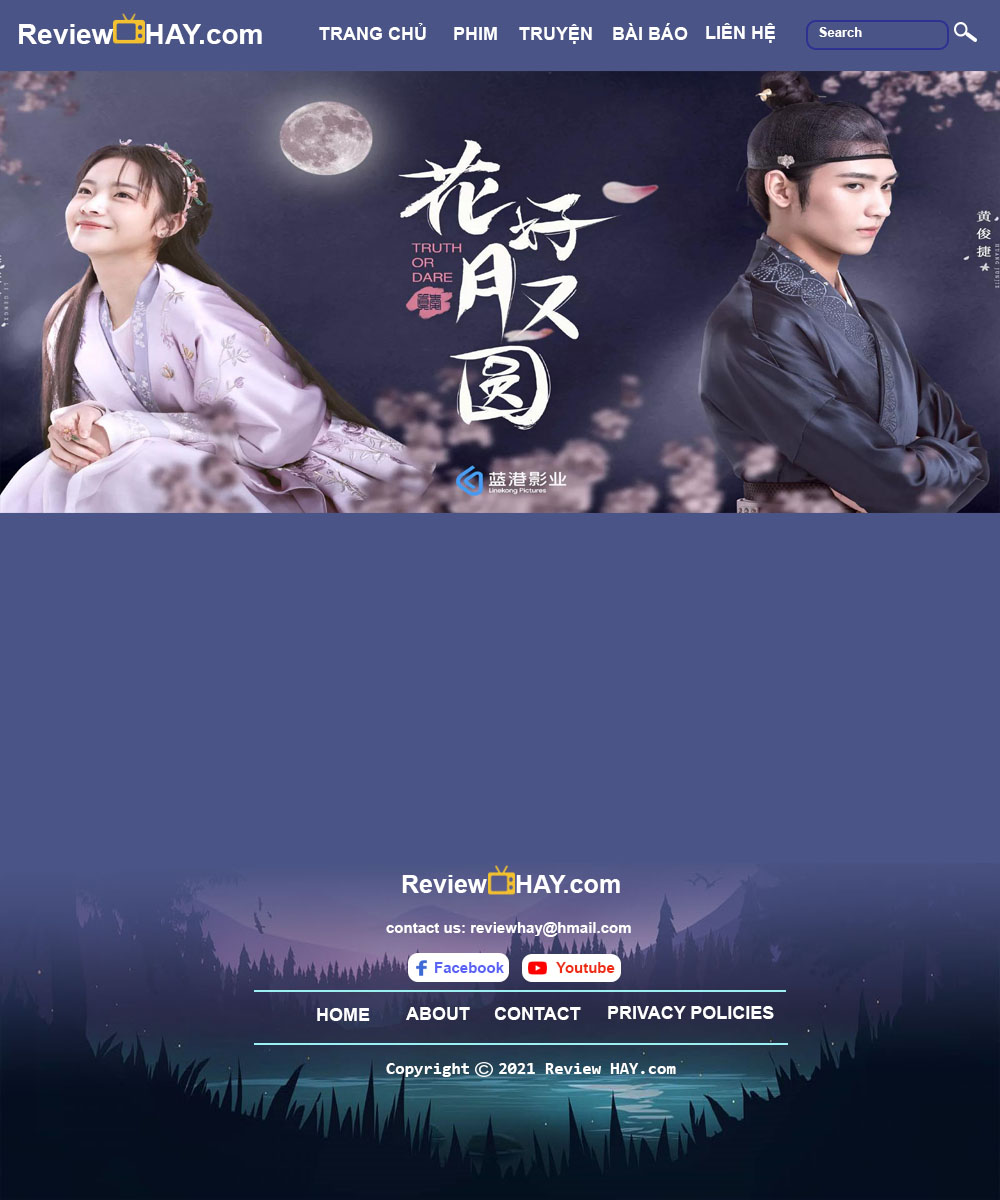 Review HAY.com
TRANG CHỦ PHIM TRUYỆN BÀI BÁO LIÊN HỆ
Search
花好月又圆
TRUTH
OR
DARE
黄俊捷
蓝港影业
Linekong Pictures
Review HAY.com
contact us: reviewhay@hmail.com
Facebook Youtube
HOME ABOUT CONTACT PRIVACY POLICIES
Copyright © 2021 Review HAY.com